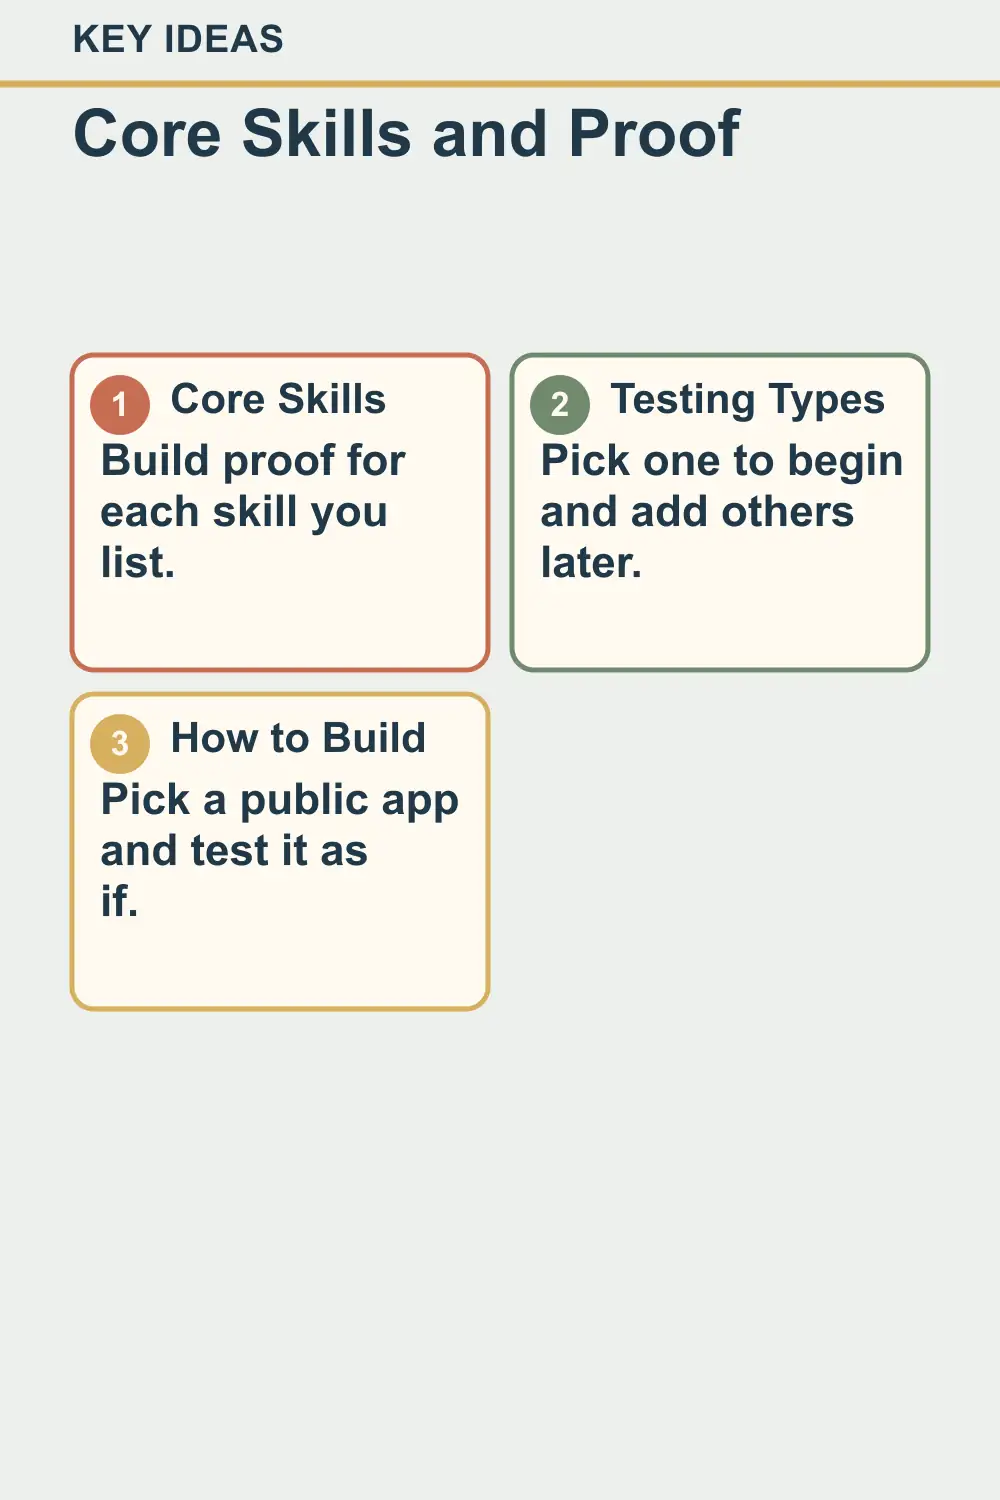 KEY IDEAS
Core Skills and Proof
1 Core Skills
Build proof for
each skill you
list.
2 Testing Types
Pick one to begin
and add others
later.
3 How to Build
Pick a public app
and test it as
if.